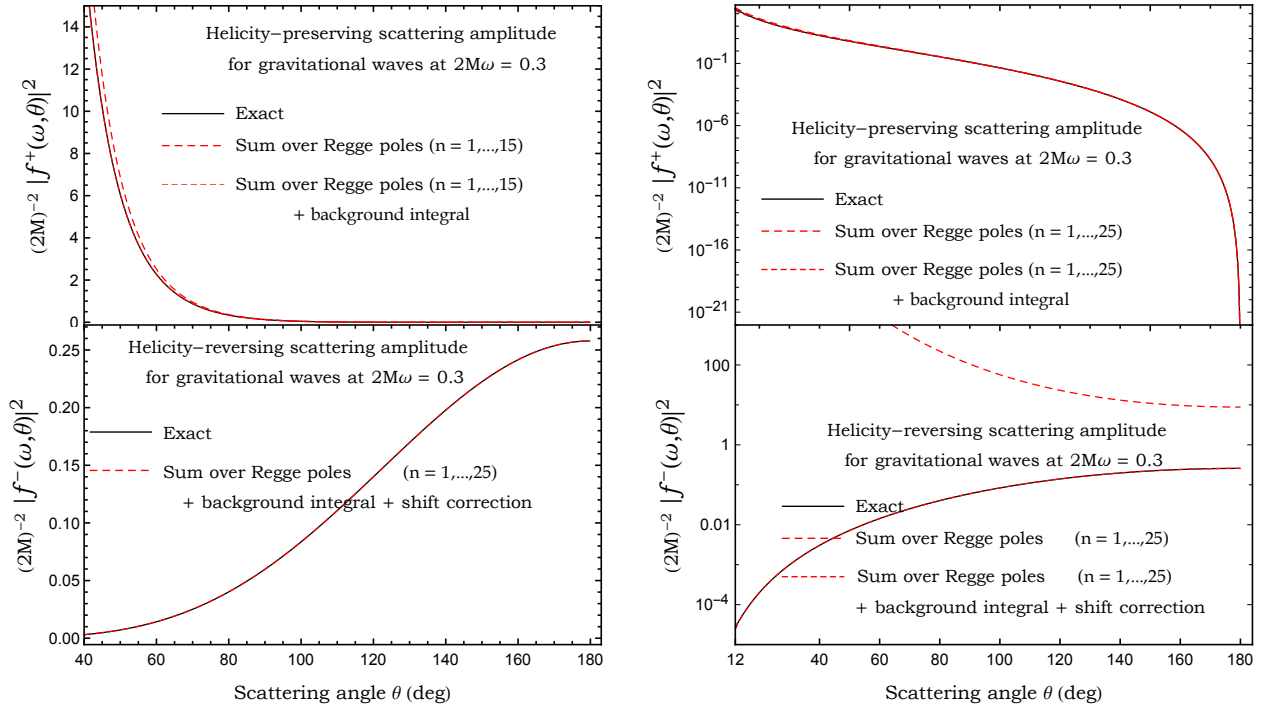 (2M)⁻² |f⁺(ω,θ)|²
14
12
10
8
6
4
2
0
Helicity−preserving scattering amplitude
for gravitational waves at 2Mω = 0.3
Exact
Sum over Regge poles (n = 1,...,15)
Sum over Regge poles (n = 1,...,15)
+ background integral
(2M)⁻² |f⁻(ω,θ)|²
0.25
0.20
0.15
0.10
0.05
0.00
Helicity−reversing scattering amplitude
for gravitational waves at 2Mω = 0.3
Exact
Sum over Regge poles (n = 1,...,25)
+ background integral + shift correction
40 60 80 100 120 140 160 180
Scattering angle θ (deg)
(2M)⁻² |f⁺(ω,θ)|²
10⁻¹
10⁻⁶
10⁻¹¹
10⁻¹⁶
10⁻²¹
Helicity−preserving scattering amplitude
for gravitational waves at 2Mω = 0.3
Exact
Sum over Regge poles (n = 1,...,25)
Sum over Regge poles (n = 1,...,25)
+ background integral
(2M)⁻² |f⁻(ω,θ)|²
100
1
0.01
10⁻⁴
Helicity−reversing scattering amplitude
for gravitational waves at 2Mω = 0.3
Exact
Sum over Regge poles (n = 1,...,25)
Sum over Regge poles (n = 1,...,25)
+ background integral + shift correction
12 40 60 80 100 120 140 160 180
Scattering angle θ (deg)